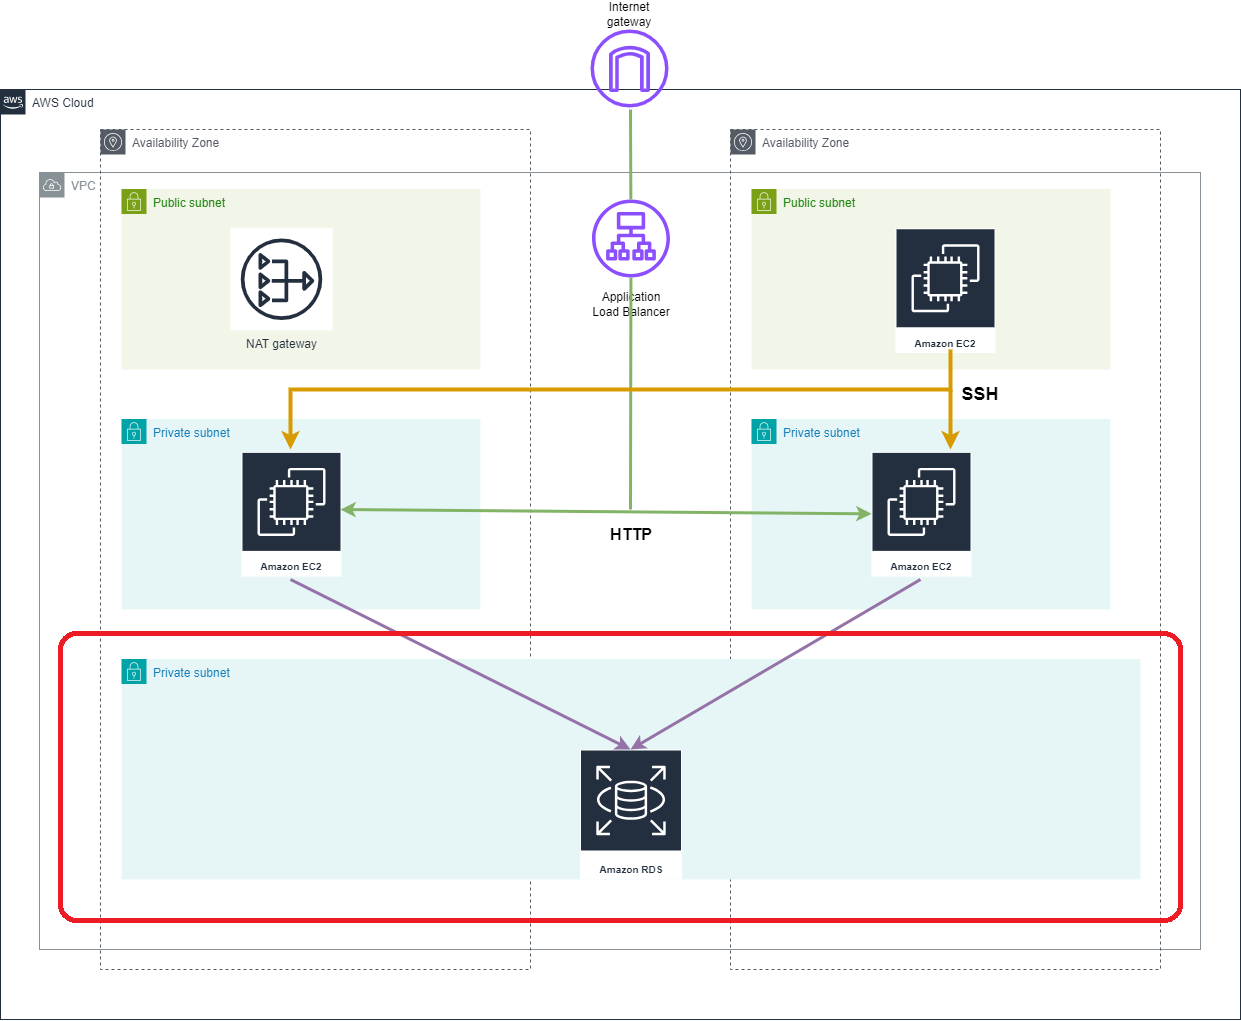 Internet
gateway
aws
AWS Cloud
Availability Zone
Availability Zone
VPC
Public subnet
Public subnet
Application
Load Balancer
NAT gateway
Amazon EC2
SSH
Private subnet
Private subnet
HTTP
Amazon EC2
Amazon EC2
Private subnet
Amazon RDS